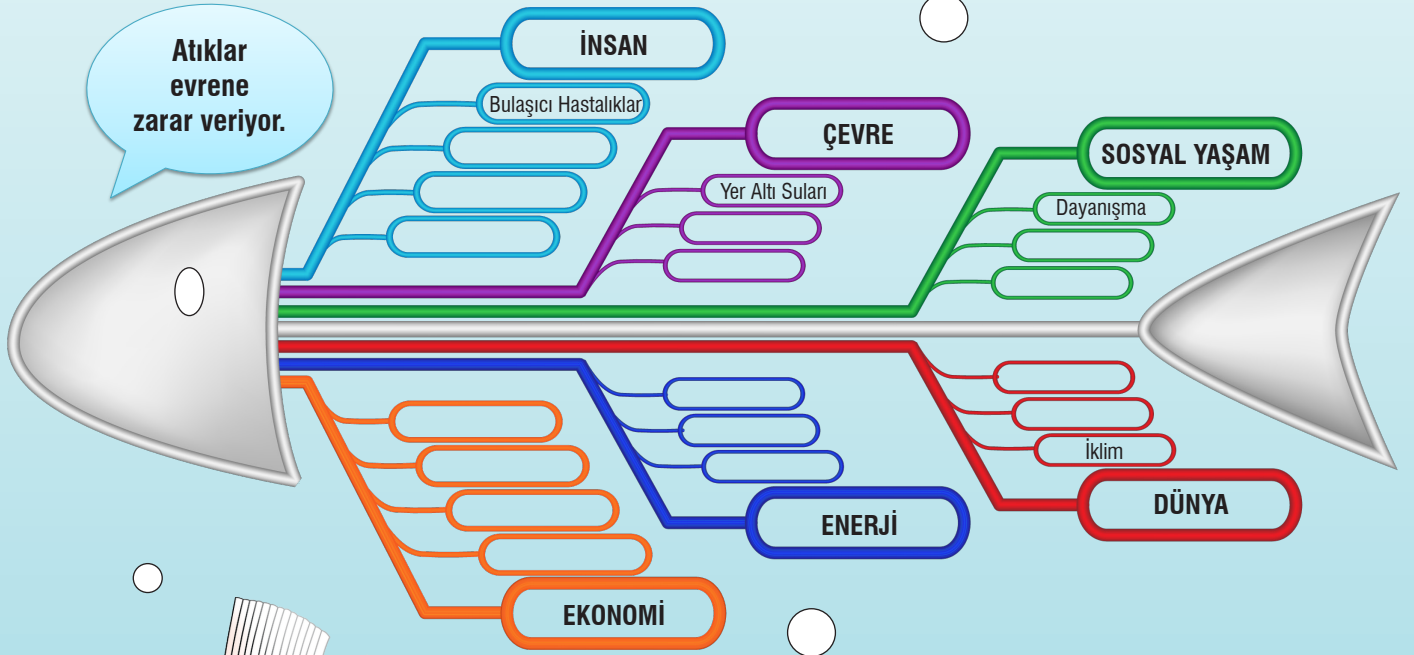 Atıklar
evrene
zarar veriyor.
İNSAN
Bulaşıcı Hastalıklar
ÇEVRE
Yer Altı Suları
SOSYAL YAŞAM
Dayanışma
İklim
DÜNYA
ENERJİ
EKONOMİ